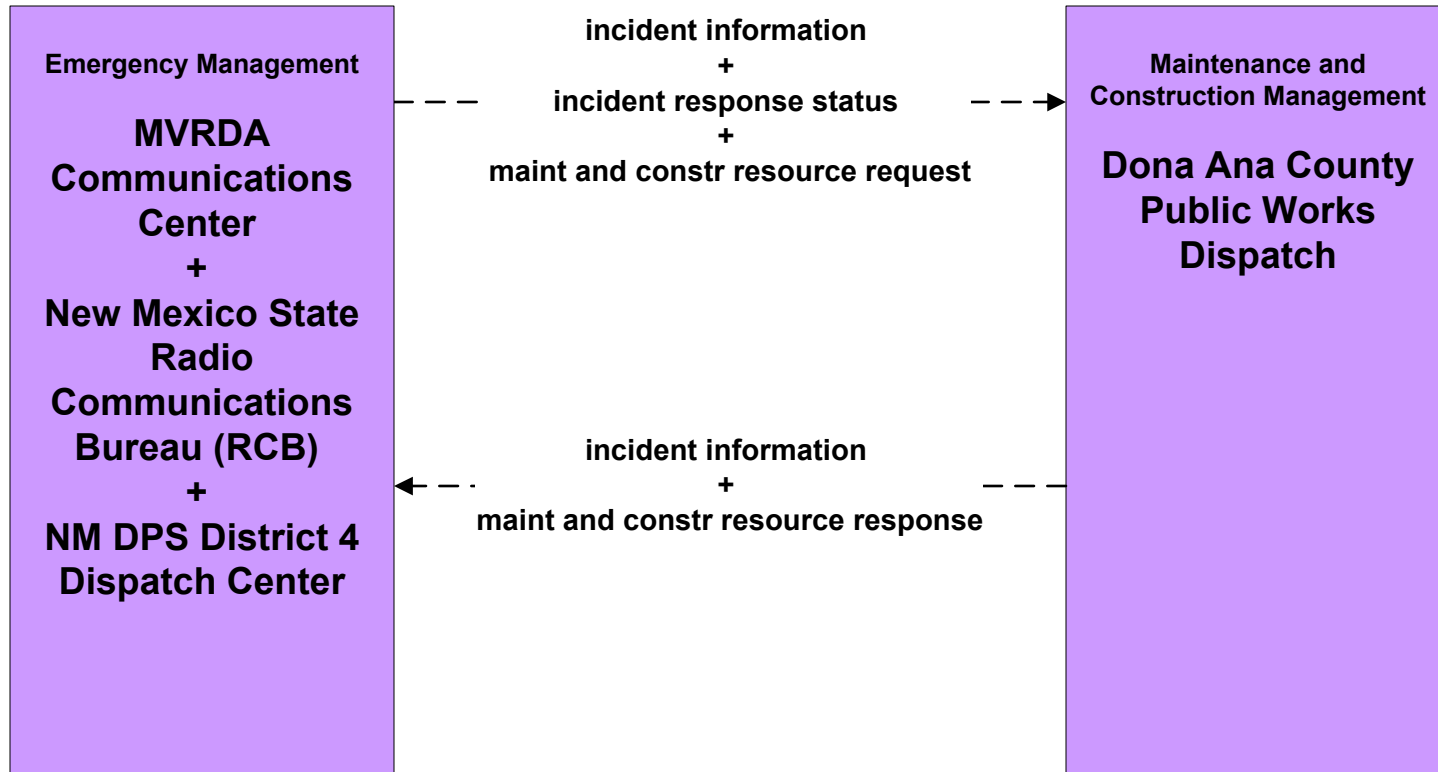 Emergency Management
MVRDA
Communications
Center
+
New Mexico State
Radio
Communications
Bureau (RCB)
+
NM DPS District 4
Dispatch Center
incident information
+
incident response status
+
maint and constr resource request
incident information
+
maint and constr resource response
Maintenance and
Construction Management
Dona Ana County
Public Works
Dispatch